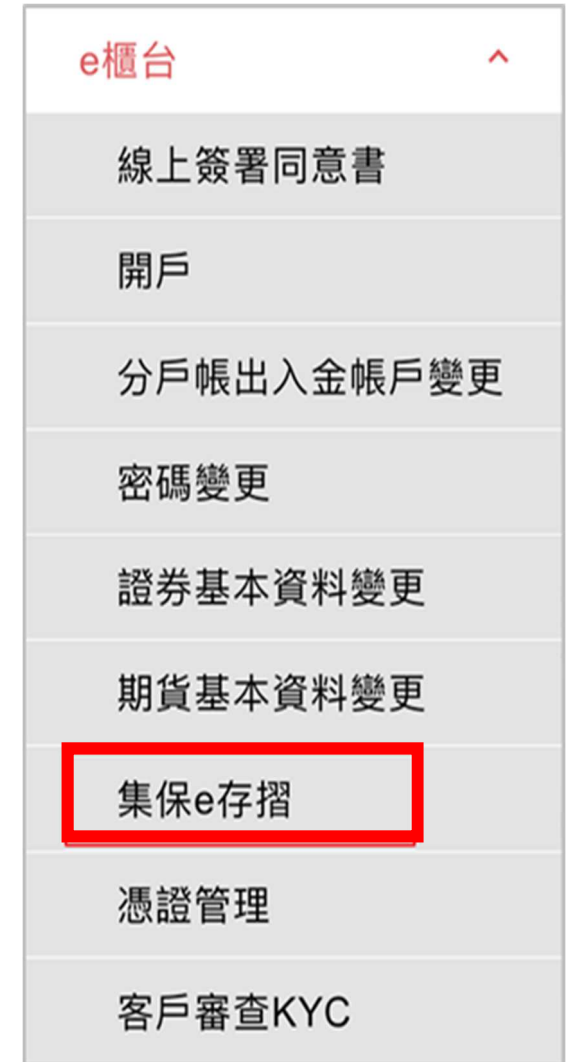 e櫃台
線上簽署同意書
開戶
分戶帳出入金帳戶變更
密碼變更
證券基本資料變更
期貨基本資料變更
集保e存摺
憑證管理
客戶審查KYC